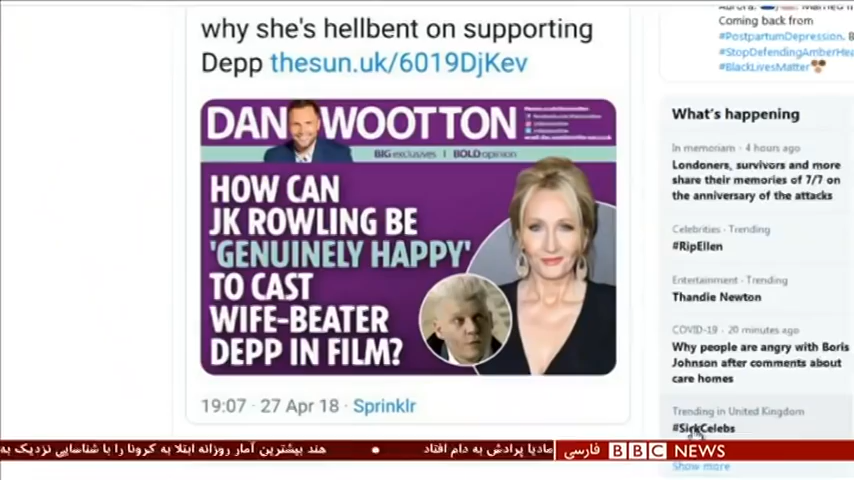 why she's hellbent on supporting
Depp thesun.uk/6019DjKev
DAN WOOTTON
BIG exclusives | BOLD opinion
HOW CAN
JK ROWLING BE
'GENUINELY HAPPY'
TO CAST
WIFE-BEATER
DEPP IN FILM?
19:07 · 27 Apr 18 · Sprinklr
Coming back from
#PostpartumDepression.
#StopDefendingAmberHea
#BlackLivesMatter
What's happening
In memoriam · 4 hours ago
Londoners, survivors and more
share their memories of 7/7 on
the anniversary of the attacks
Celebrities · Trending
#RipEllen
Entertainment · Trending
Thandie Newton
COVID-19 · 20 minutes ago
Why people are angry with Boris
Johnson after comments about
care homes
Trending in United Kingdom
#SickCelebs
Show more
مادیا پرادش به دام افتاد • هند بیشترین آمار روزانه ابتلا به کرونا را با شناسایی نزدیک به
BBC NEWS فارسی